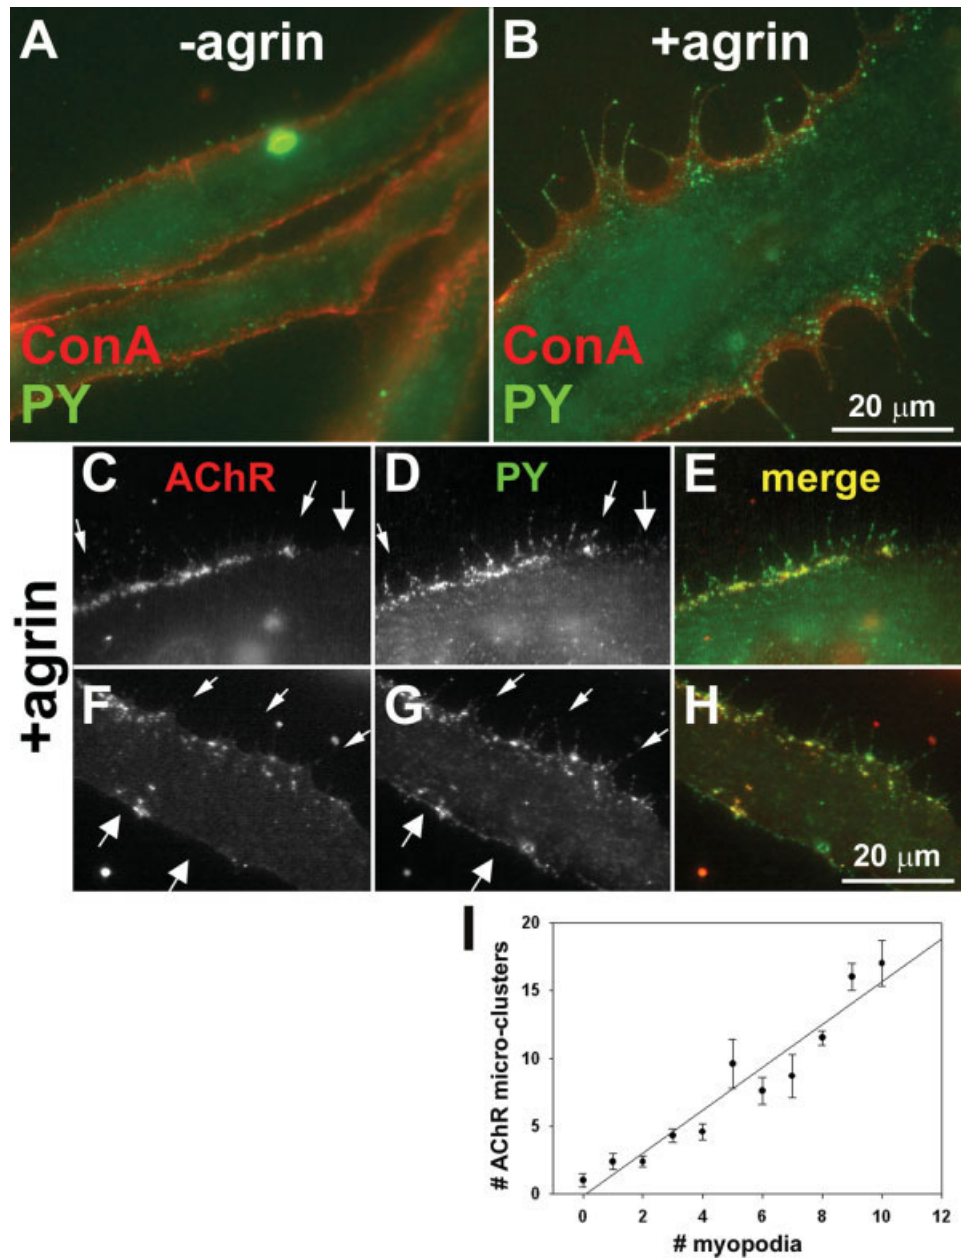 A -agrin
B +agrin
ConA
PY
ConA
PY
20 μm
+agrin
C AChR
D PY
E merge
F
G
H
20 μm
I
# AChR micro-clusters
20
15
10
5
0
0 2 4 6 8 10 12
# myopodia